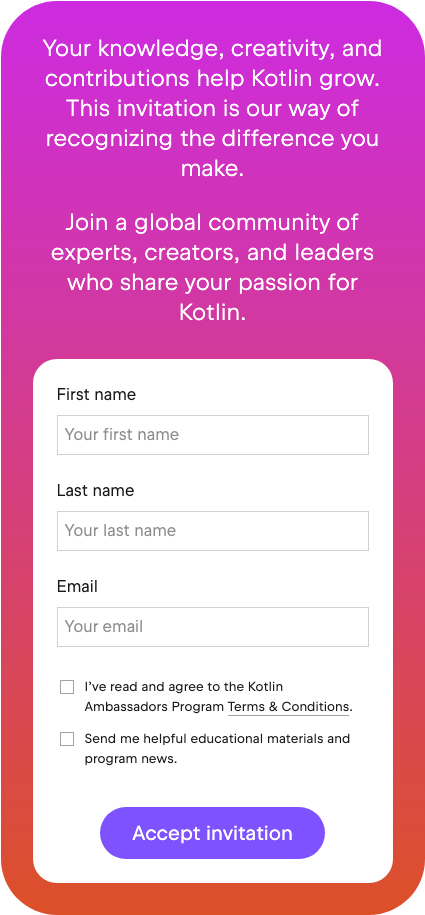 Your knowledge, creativity, and
contributions help Kotlin grow.
This invitation is our way of
recognizing the difference you
make.
Join a global community of
experts, creators, and leaders
who share your passion for
Kotlin.
First name
Your first name
Last name
Your last name
Email
Your email
I’ve read and agree to the Kotlin
Ambassadors Program Terms & Conditions.
Send me helpful educational materials and
program news.
Accept invitation